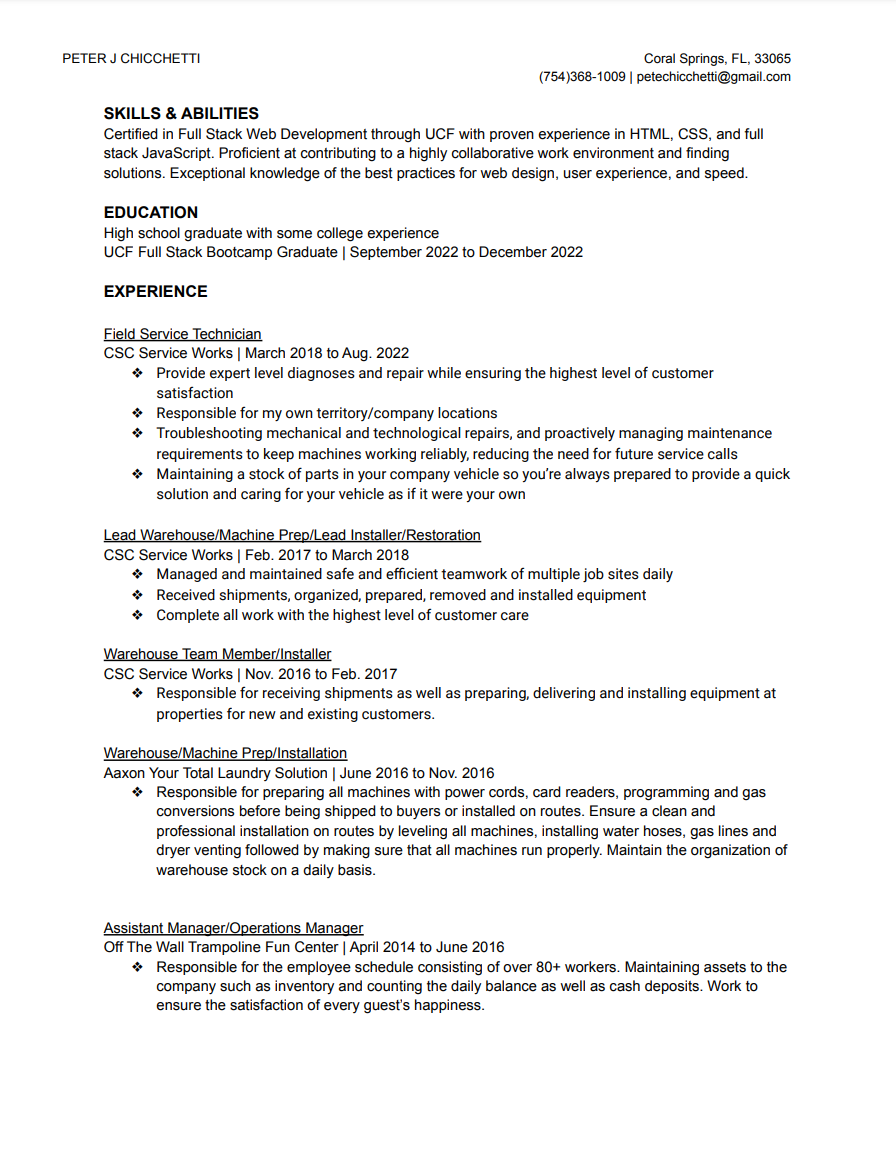 PETER J CHICCHETTI
Coral Springs, FL, 33065
(754)368-1009 | petechicchetti@gmail.com
SKILLS & ABILITIES
Certified in Full Stack Web Development through UCF with proven experience in HTML, CSS, and full
stack JavaScript. Proficient at contributing to a highly collaborative work environment and finding
solutions. Exceptional knowledge of the best practices for web design, user experience, and speed.
EDUCATION
High school graduate with some college experience
UCF Full Stack Bootcamp Graduate | September 2022 to December 2022
EXPERIENCE
Field Service Technician
CSC Service Works | March 2018 to Aug. 2022
❖ Provide expert level diagnoses and repair while ensuring the highest level of customer
satisfaction
❖ Responsible for my own territory/company locations
❖ Troubleshooting mechanical and technological repairs, and proactively managing maintenance
requirements to keep machines working reliably, reducing the need for future service calls
❖ Maintaining a stock of parts in your company vehicle so you're always prepared to provide a quick
solution and caring for your vehicle as if it were your own
Lead Warehouse/Machine Prep/Lead Installer/Restoration
CSC Service Works | Feb. 2017 to March 2018
❖ Managed and maintained safe and efficient teamwork of multiple job sites daily
❖ Received shipments, organized, prepared, removed and installed equipment
❖ Complete all work with the highest level of customer care
Warehouse Team Member/Installer
CSC Service Works | Nov. 2016 to Feb. 2017
❖ Responsible for receiving shipments as well as preparing, delivering and installing equipment at
properties for new and existing customers.
Warehouse/Machine Prep/Installation
Aaxon Your Total Laundry Solution | June 2016 to Nov. 2016
❖ Responsible for preparing all machines with power cords, card readers, programming and gas
conversions before being shipped to buyers or installed on routes. Ensure a clean and
professional installation on routes by leveling all machines, installing water hoses, gas lines and
dryer venting followed by making sure that all machines run properly. Maintain the organization of
warehouse stock on a daily basis.
Assistant Manager/Operations Manager
Off The Wall Trampoline Fun Center | April 2014 to June 2016
❖ Responsible for the employee schedule consisting of over 80+ workers. Maintaining assets to the
company such as inventory and counting the daily balance as well as cash deposits. Work to
ensure the satisfaction of every guest's happiness.